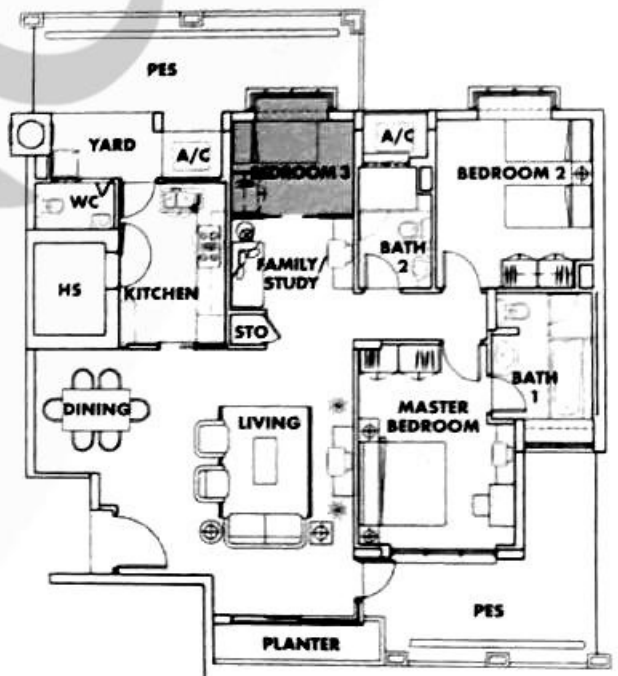 PES
YARD
A/C
BEDROOM 3
A/C
BEDROOM 2
WC
BATH
2
HS
KITCHEN
FAMILY/
STUDY
STO
DINING
LIVING
MASTER
BEDROOM
BATH
1
PES
PLANTER